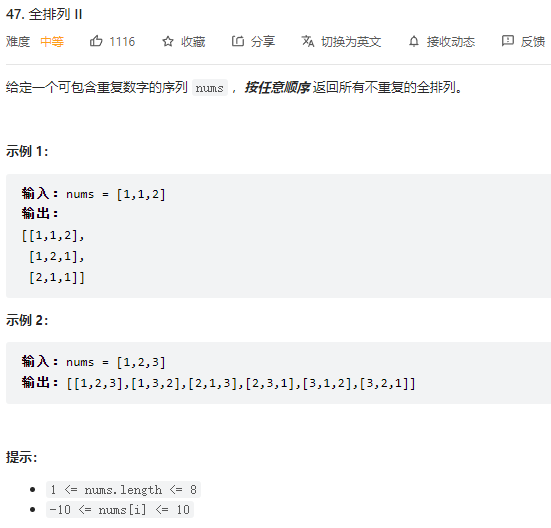 47. 全排列 II
难度 中等 1116 收藏 分享 切换为英文 接收动态 反馈
给定一个可包含重复数字的序列 nums ，按任意顺序 返回所有不重复的全排列。
示例 1：
输入：nums = [1,1,2]
输出：
[[1,1,2],
[1,2,1],
[2,1,1]]
示例 2：
输入：nums = [1,2,3]
输出：[[1,2,3],[1,3,2],[2,1,3],[2,3,1],[3,1,2],[3,2,1]]
提示：
• 1 <= nums.length <= 8
• -10 <= nums[i] <= 10